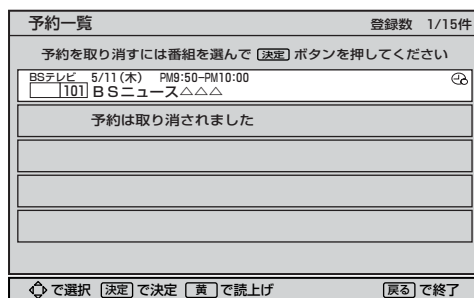 予約一覧 登録数 1/15件
予約を取り消すには番組を選んで 決定 ボタンを押してください
BSテレビ 5/11(木) PM9:50-PM10:00
101 BSニュース△△△
予約は取り消されました
で選択 決定 で決定 黄 で読上げ 戻る で終了